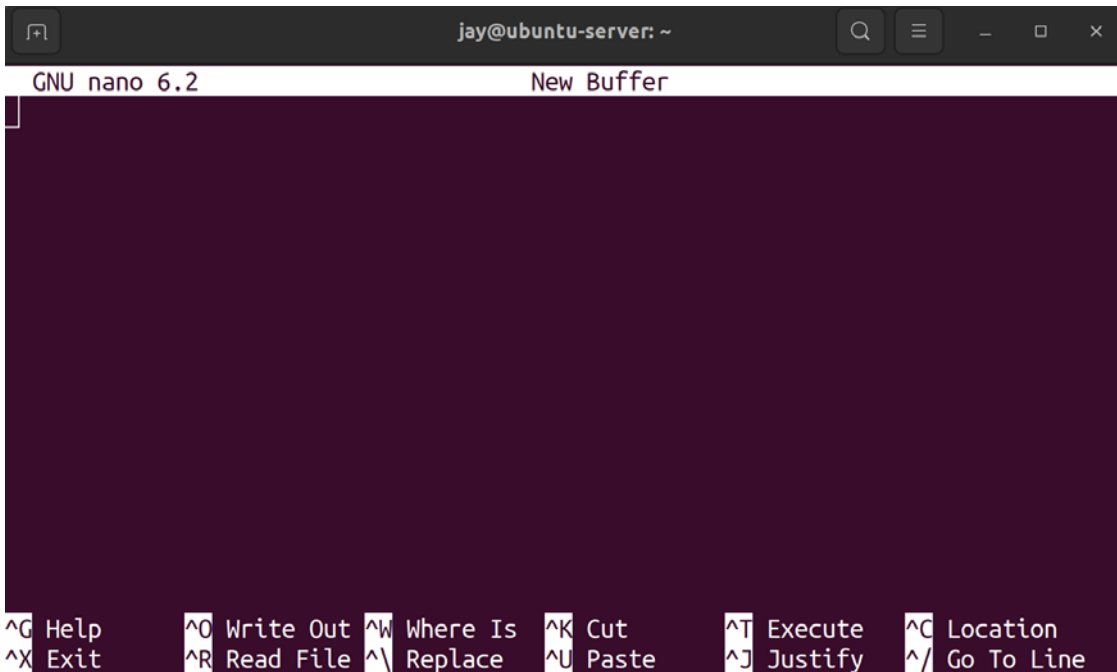 jay@ubuntu-server: ~
GNU nano 6.2 New Buffer
^G Help ^O Write Out ^W Where Is ^K Cut ^T Execute ^C Location
^X Exit ^R Read File ^\ Replace ^U Paste ^J Justify ^/ Go To Line